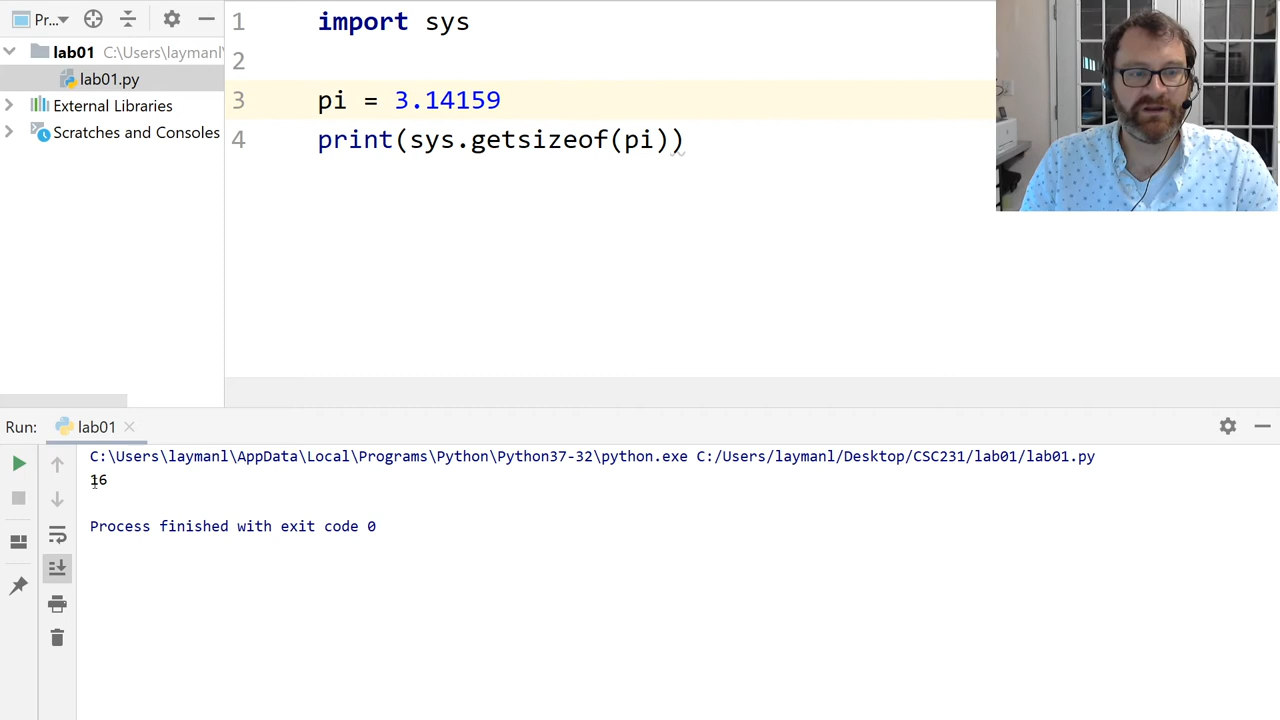 Pr...
lab01 C:\Users\laymanl\
lab01.py
External Libraries
Scratches and Consoles
1 import sys
2
3 pi = 3.14159
4 print(sys.getsizeof(pi))
Run: lab01
C:\Users\laymanl\AppData\Local\Programs\Python\Python37-32\python.exe C:/Users/laymanl/Desktop/CSC231/lab01/lab01.py
16
Process finished with exit code 0